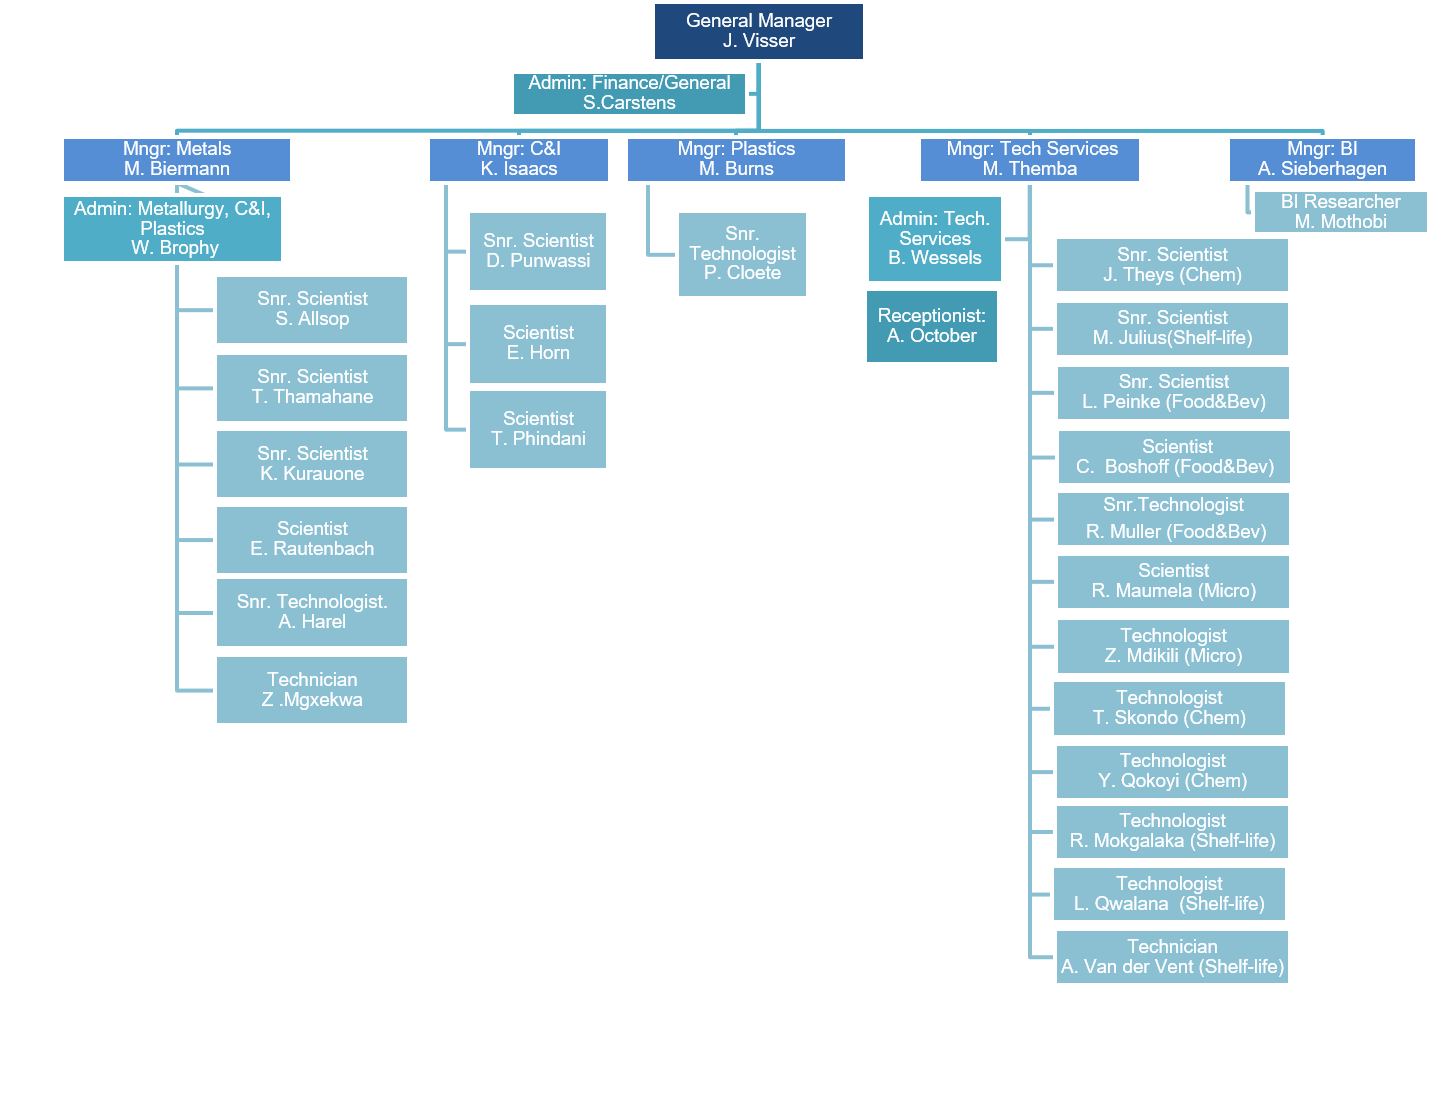 General Manager
J. Visser
Admin: Finance/General
S.Carstens
Mngr: Metals
M. Biermann
Admin: Metallurgy, C&I,
Plastics
W. Brophy
Snr. Scientist
S. Allsop
Snr. Scientist
T. Thamahane
Snr. Scientist
K. Kurauone
Scientist
E. Rautenbach
Snr. Technologist.
A. Harel
Technician
Z .Mgxekwa
Mngr: C&I
K. Isaacs
Snr. Scientist
D. Punwassi
Scientist
E. Horn
Scientist
T. Phindani
Mngr: Plastics
M. Burns
Snr.
Technologist
P. Cloete
Mngr: Tech Services
M. Themba
Admin: Tech.
Services
B. Wessels
Receptionist:
A. October
Snr. Scientist
J. Theys (Chem)
Snr. Scientist
M. Julius(Shelf-life)
Snr. Scientist
L. Peinke (Food&Bev)
Scientist
C.  Boshoff (Food&Bev)
Snr.Technologist
R. Muller (Food&Bev)
Scientist
R. Maumela (Micro)
Technologist
Z. Mdikili (Micro)
Technologist
T. Skondo (Chem)
Technologist
Y. Qokoyi (Chem)
Technologist
R. Mokgalaka (Shelf-life)
Technologist
L. Qwalana  (Shelf-life)
Technician
A. Van der Vent (Shelf-life)
Mngr: BI
A. Sieberhagen
BI Researcher
M. Mothobi